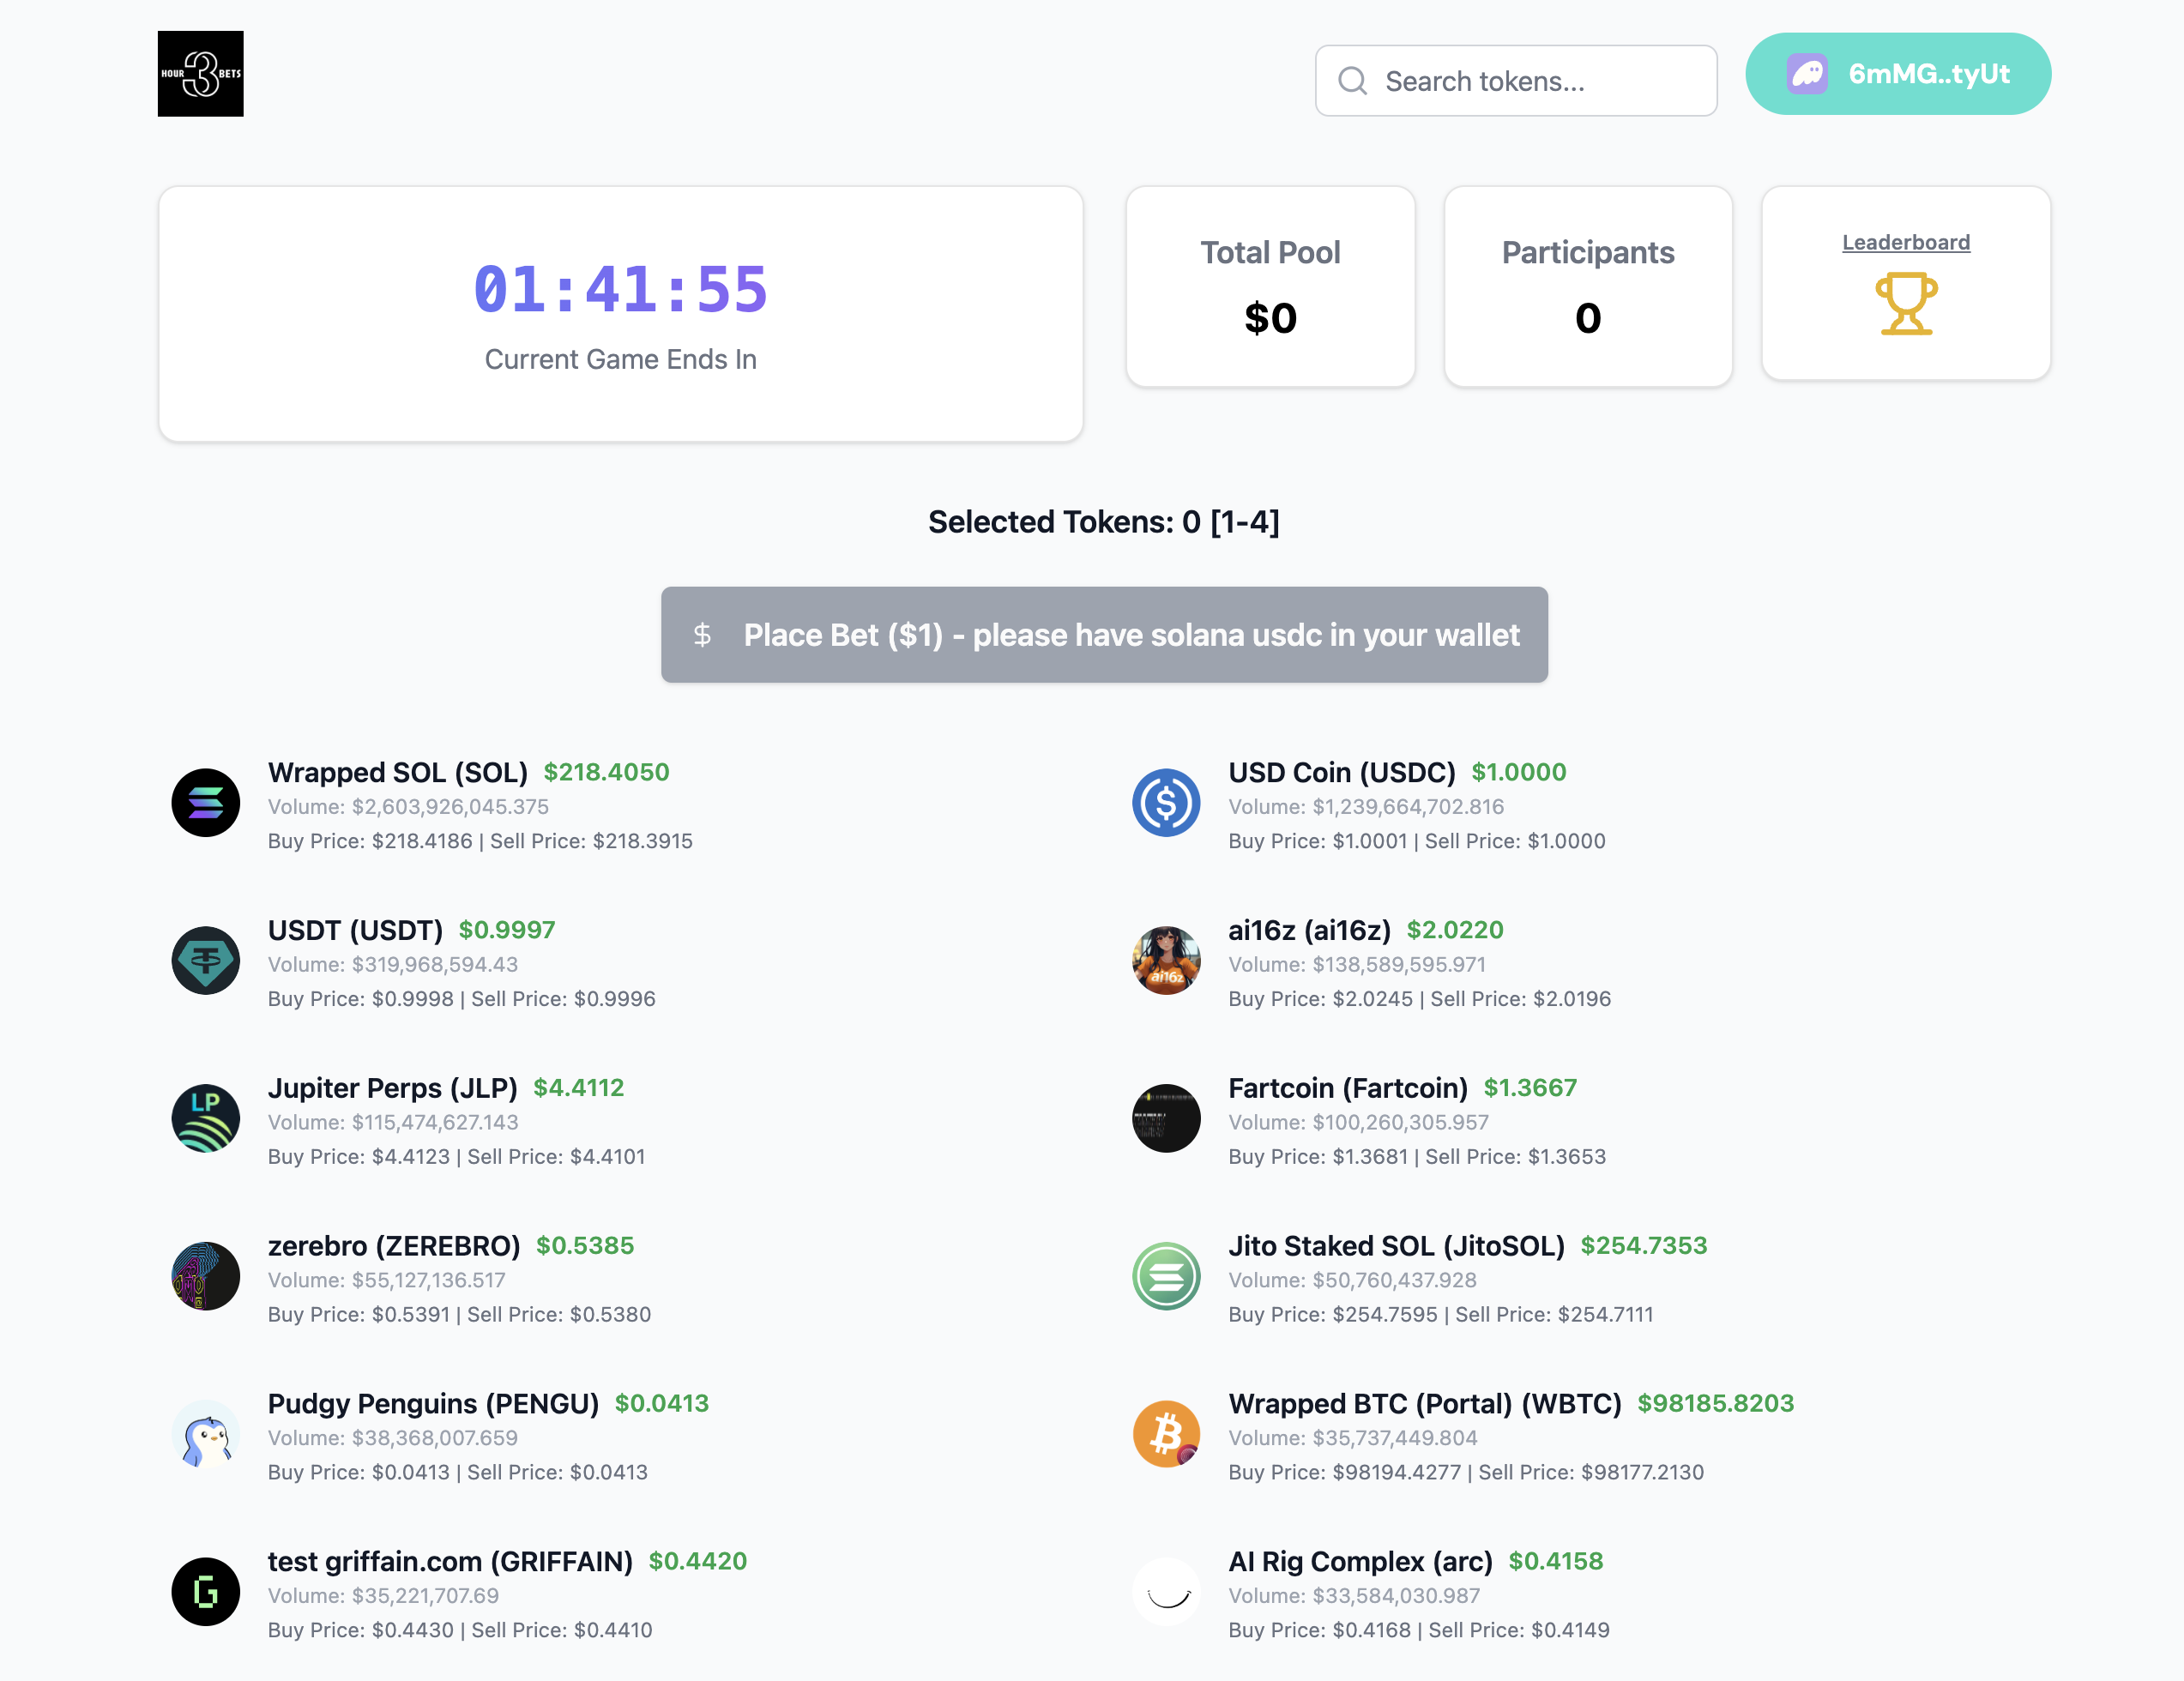 HOUR 3 BETS
Search tokens...
6mMG..tyUt
01:41:55
Current Game Ends In
Total Pool
$0
Participants
0
Leaderboard
Selected Tokens: 0 [1-4]
$ Place Bet ($1) - please have solana usdc in your wallet
Wrapped SOL (SOL) $218.4050
Volume: $2,603,926,045.375
Buy Price: $218.4186 | Sell Price: $218.3915
USD Coin (USDC) $1.0000
Volume: $1,239,664,702.816
Buy Price: $1.0001 | Sell Price: $1.0000
USDT (USDT) $0.9997
Volume: $319,968,594.43
Buy Price: $0.9998 | Sell Price: $0.9996
ai16z
ai16z (ai16z) $2.0220
Volume: $138,589,595.971
Buy Price: $2.0245 | Sell Price: $2.0196
LP
Jupiter Perps (JLP) $4.4112
Volume: $115,474,627.143
Buy Price: $4.4123 | Sell Price: $4.4101
Fartcoin (Fartcoin) $1.3667
Volume: $100,260,305.957
Buy Price: $1.3681 | Sell Price: $1.3653
zerebro (ZEREBRO) $0.5385
Volume: $55,127,136.517
Buy Price: $0.5391 | Sell Price: $0.5380
Jito Staked SOL (JitoSOL) $254.7353
Volume: $50,760,437.928
Buy Price: $254.7595 | Sell Price: $254.7111
Pudgy Penguins (PENGU) $0.0413
Volume: $38,368,007.659
Buy Price: $0.0413 | Sell Price: $0.0413
Wrapped BTC (Portal) (WBTC) $98185.8203
Volume: $35,737,449.804
Buy Price: $98194.4277 | Sell Price: $98177.2130
G
test griffain.com (GRIFFAIN) $0.4420
Volume: $35,221,707.69
Buy Price: $0.4430 | Sell Price: $0.4410
AI Rig Complex (arc) $0.4158
Volume: $33,584,030.987
Buy Price: $0.4168 | Sell Price: $0.4149